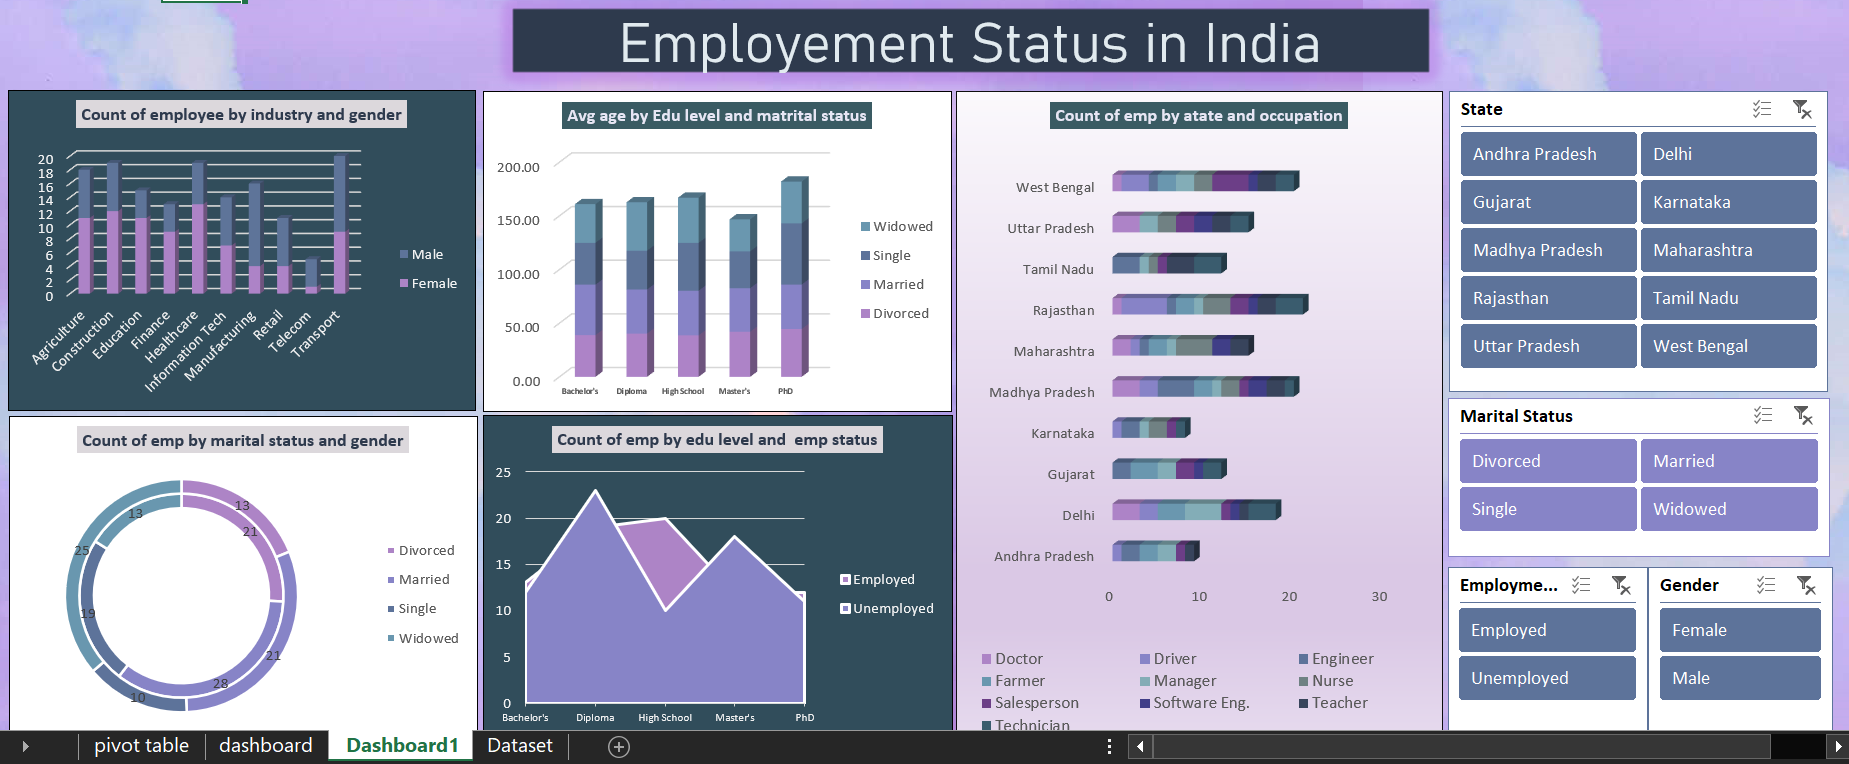 Employement Status in India
Count of employee by industry and gender
20
18
16
14
12
10
8
6
4
2
0
Agriculture
Construction
Education
Finance
Healthcare
Information Tech
Manufacturing
Retail
Telecom
Transport
Male
Female
Avg age by Edu level and matrital status
200.00
150.00
100.00
50.00
0.00
Bachelor's Diploma High School Master's PhD
Widowed
Single
Married
Divorced
Count of emp by atate and occupation
West Bengal
Uttar Pradesh
Tamil Nadu
Rajasthan
Maharashtra
Madhya Pradesh
Karnataka
Gujarat
Delhi
Andhra Pradesh
0 10 20 30
Doctor Driver Engineer
Farmer Manager Nurse
Salesperson Software Eng. Teacher
Technician
State
Andhra Pradesh Delhi
Gujarat Karnataka
Madhya Pradesh Maharashtra
Rajasthan Tamil Nadu
Uttar Pradesh West Bengal
Marital Status
Divorced Married
Single Widowed
Employme...
Employed
Unemployed
Gender
Female
Male
Count of emp by marital status and gender
13
13
21
25
19
21
28
10
Divorced
Married
Single
Widowed
Count of emp by edu level and emp status
25
20
15
10
5
0
Bachelor's Diploma High School Master's PhD
Employed
Unemployed
pivot table dashboard Dashboard1 Dataset